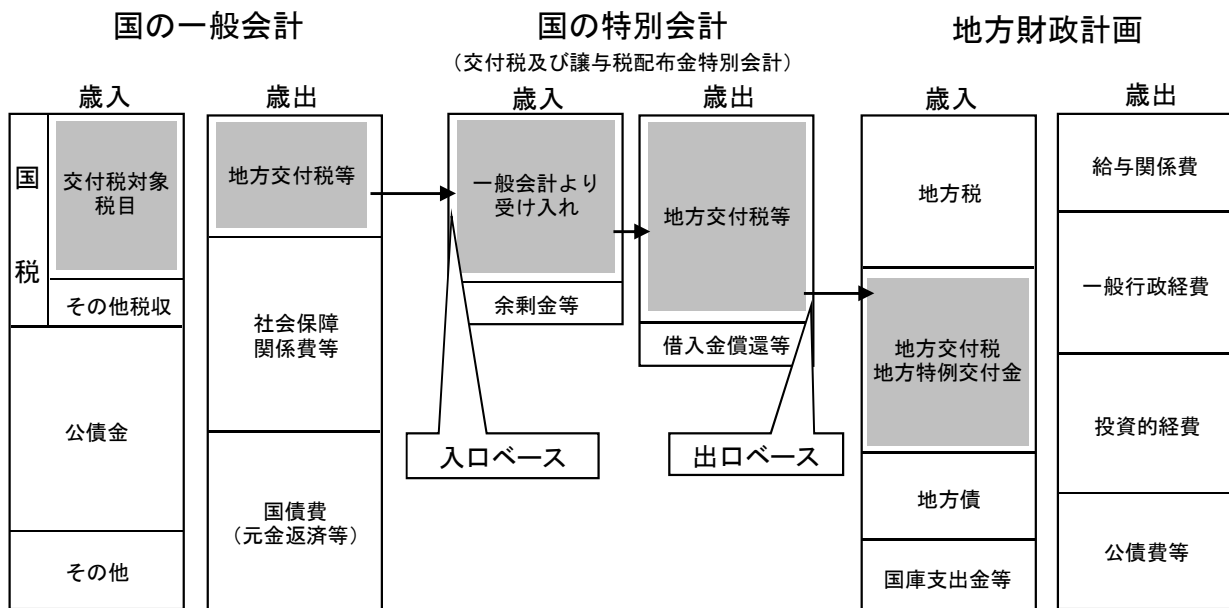 国の一般会計
国の特別会計
(交付税及び譲与税配布金特別会計)
地方財政計画
歳入
歳出
歳入
歳出
歳入
歳出
国税
交付税対象
税目
その他税収
公債金
その他
地方交付税等
社会保障
関係費等
国債費
(元金返済等)
一般会計より
受け入れ
余剰金等
地方交付税等
借入金償還等
入口ベース
出口ベース
地方税
地方交付税
地方特例交付金
地方債
国庫支出金等
給与関係費
一般行政経費
投資的経費
公債費等